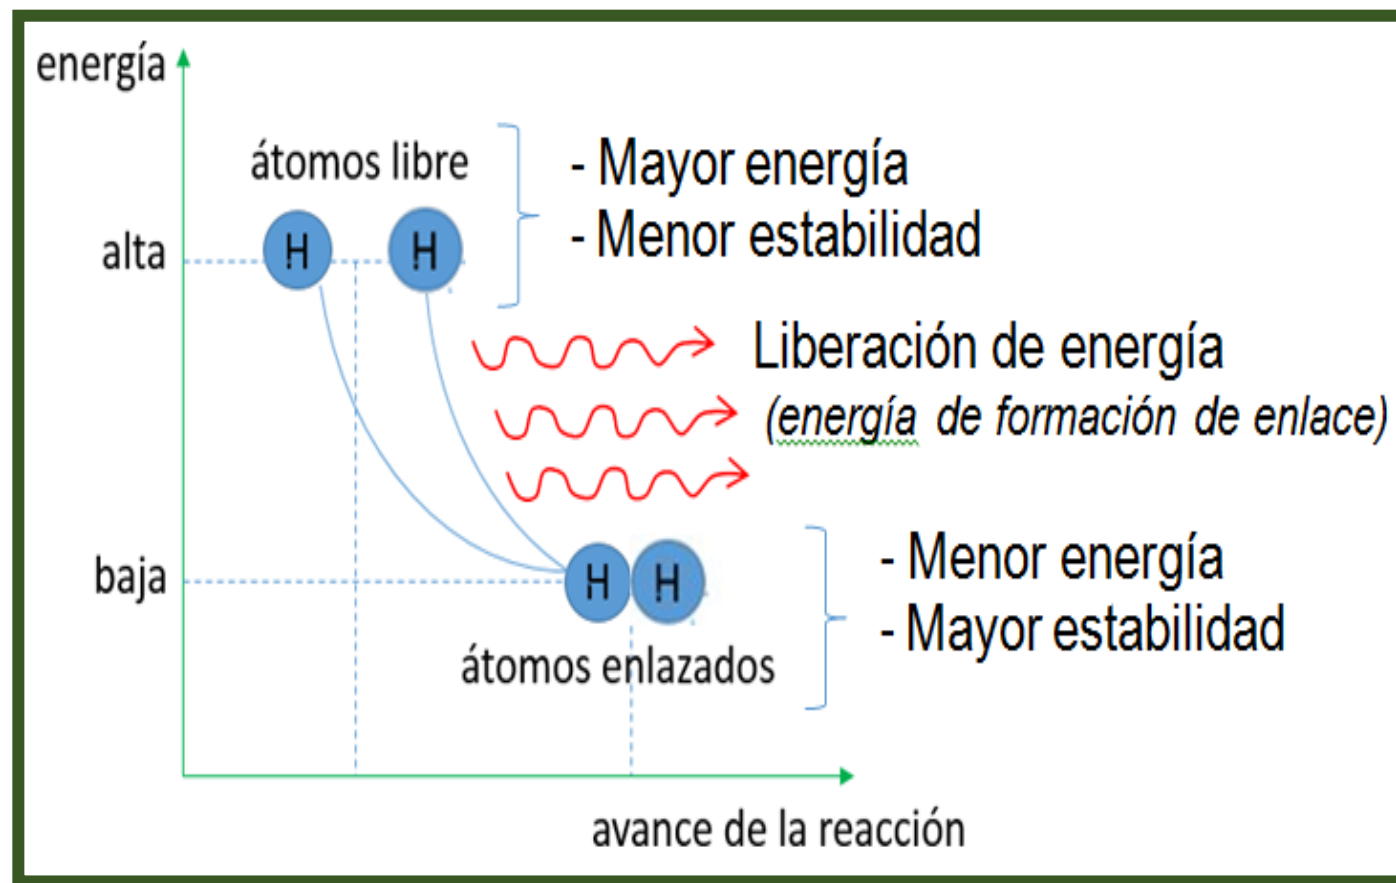 energía
átomos libre
- Mayor energía
- Menor estabilidad
alta
H
H
Liberación de energía
(energía de formación de enlace)
baja
H
H
- Menor energía
- Mayor estabilidad
átomos enlazados
avance de la reacción